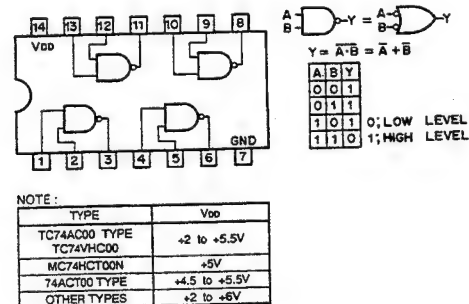 14 13 12 11 10 9 8
VDD
GND
1 2 3 4 5 6 7
A
B
Y = A
B
Y
Y = A·B = A + B
A B Y
0 0 1
0 1 1
1 0 1 0; LOW LEVEL
1 1 0 1; HIGH LEVEL
NOTE :
TYPE VDD
TC74AC00 TYPE
TC74VHC00
+2 to +5.5V
MC74HCT00N +5V
74ACT00 TYPE +4.5 to +5.5V
OTHER TYPES +2 to +6V